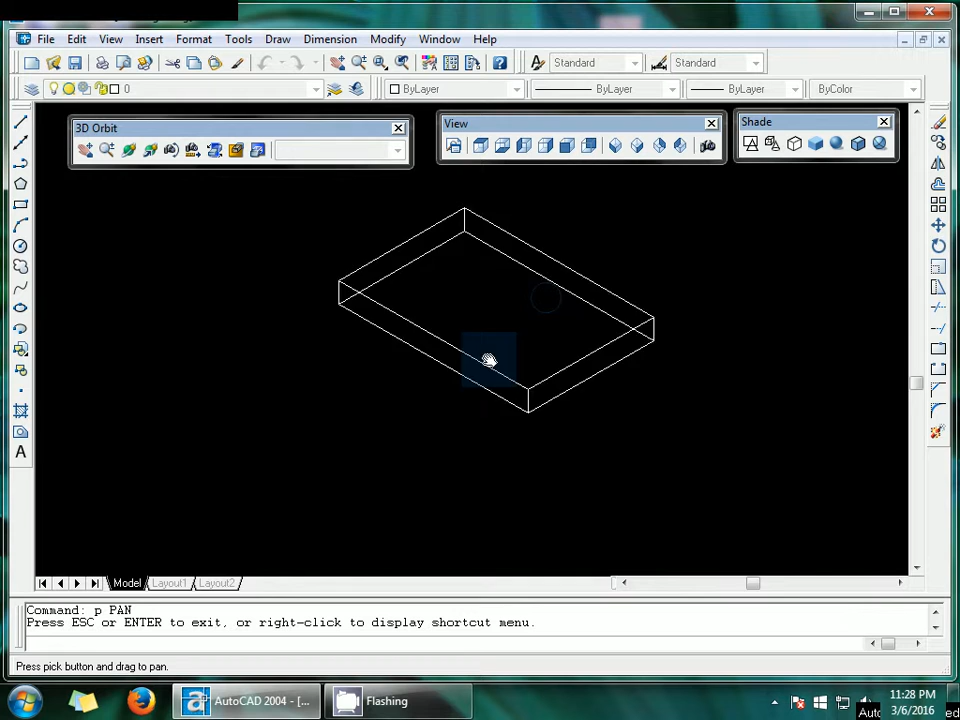 File Edit View Insert Format Tools Draw Dimension Modify Window Help
Standard Standard
0 ByLayer ByLayer ByLayer ByColor
3D Orbit
View
Shade
A
Model Layout1 Layout2
Command: p PAN
Press ESC or ENTER to exit, or right-click to display shortcut menu.
Press pick button and drag to pan.
AutoCAD 2004 - [...
Flashing
11:28 PM
3/6/2016